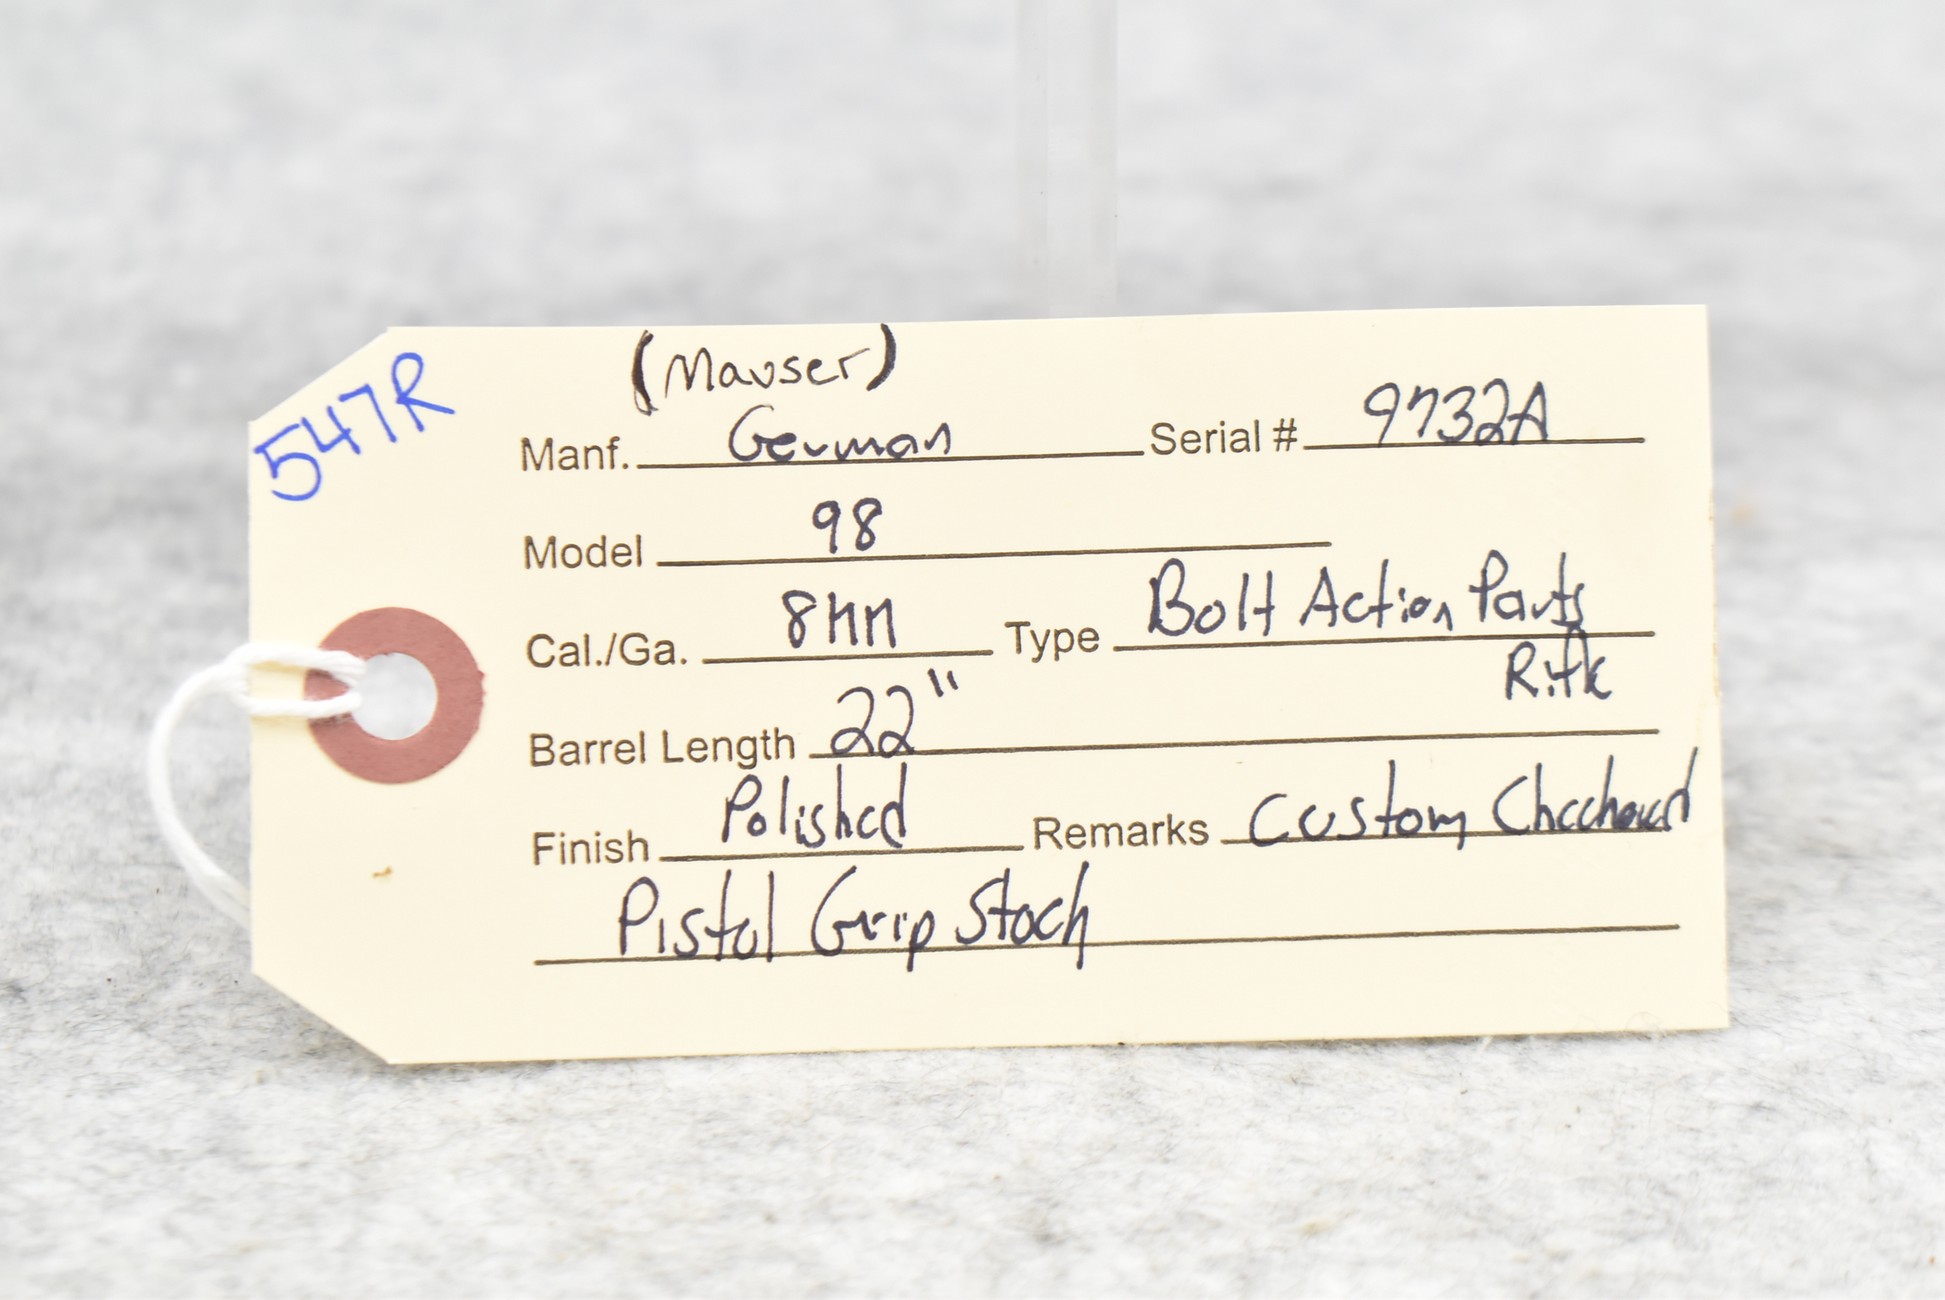 547R
(Mauser)
Manf. German Serial # 9732A
Model 98
Cal./Ga. 8MM Type Bolt Action Parts
Rifle
Barrel Length 22"
Finish Polished Remarks Custom Checkered
Pistol Grip Stock